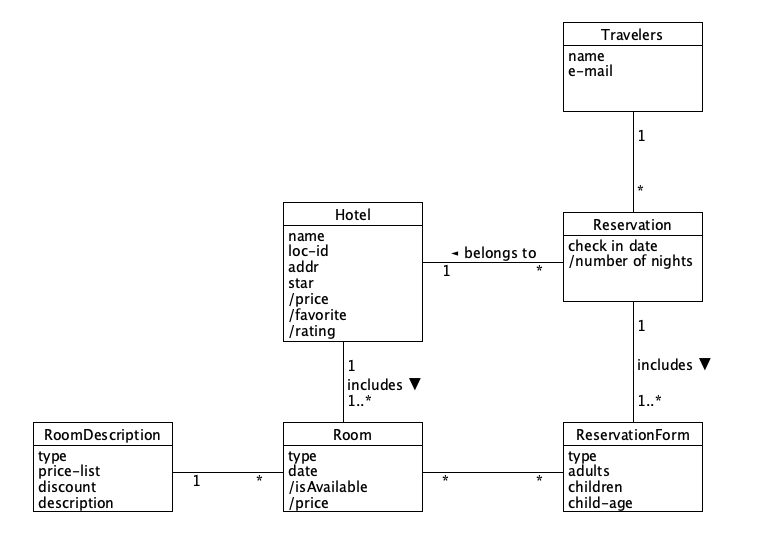 Travelers
name
e-mail
1
*
Hotel
name
loc-id
addr
star
/price
/favorite
/rating
◄ belongs to
1
*
Reservation
check in date
/number of nights
1
includes ▼
1..*
1
includes ▼
1..*
RoomDescription
type
price-list
discount
description
1
*
Room
type
date
/isAvailable
/price
*
*
ReservationForm
type
adults
children
child-age